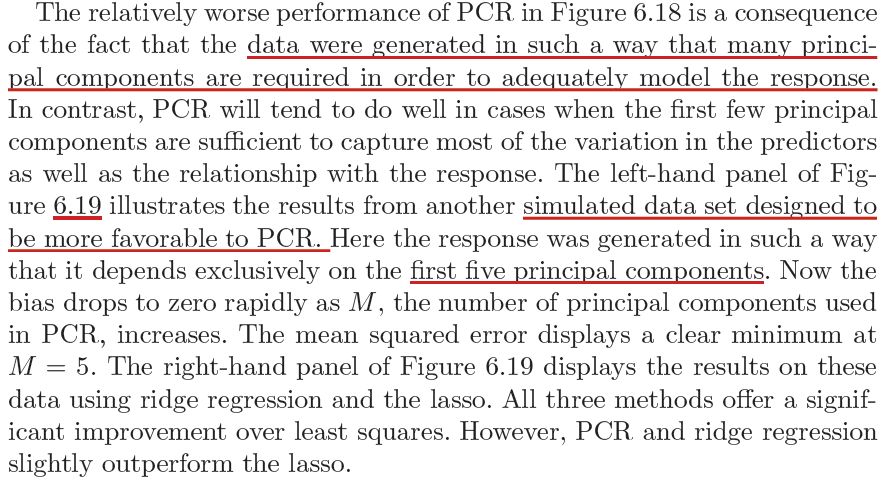 The relatively worse performance of PCR in Figure 6.18 is a consequence
of the fact that the data were generated in such a way that many princi-
pal components are required in order to adequately model the response.
In contrast, PCR will tend to do well in cases when the first few principal
components are sufficient to capture most of the variation in the predictors
as well as the relationship with the response. The left-hand panel of Fig-
ure 6.19 illustrates the results from another simulated data set designed to
be more favorable to PCR. Here the response was generated in such a way
that it depends exclusively on the first five principal components. Now the
bias drops to zero rapidly as M, the number of principal components used
in PCR, increases. The mean squared error displays a clear minimum at
M = 5. The right-hand panel of Figure 6.19 displays the results on these
data using ridge regression and the lasso. All three methods offer a signif-
icant improvement over least squares. However, PCR and ridge regression
slightly outperform the lasso.